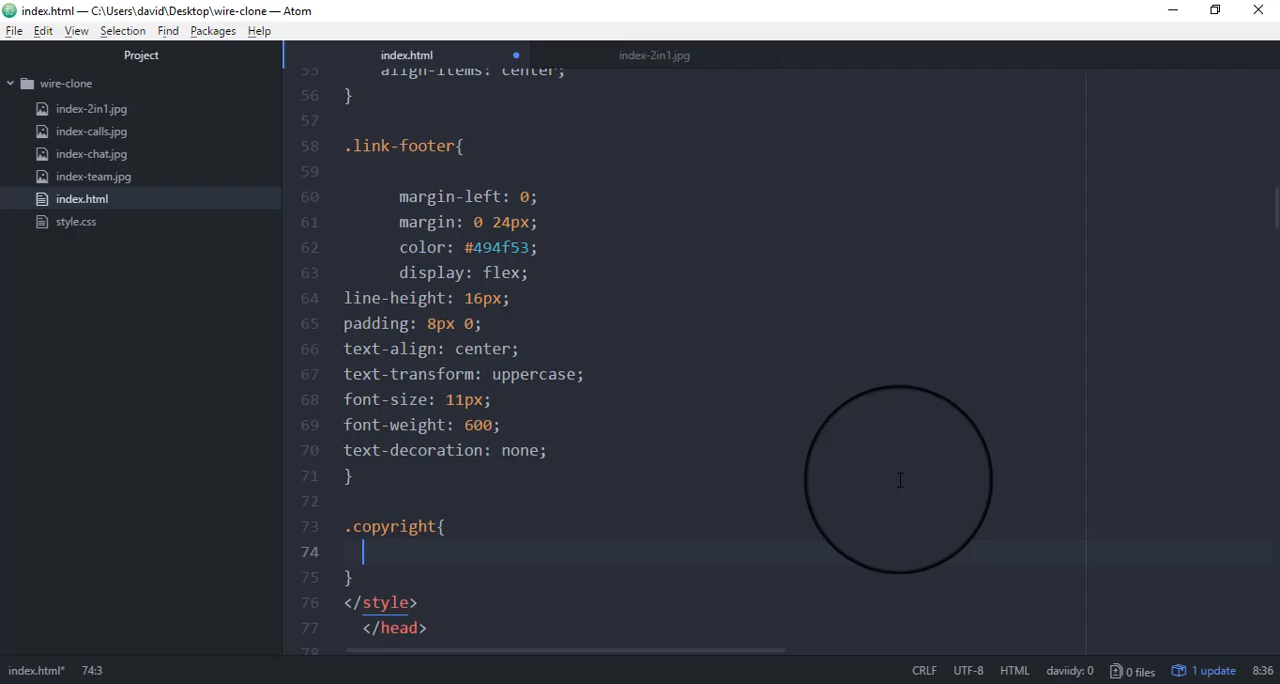 index.html — C:\Users\david\Desktop\wire-clone — Atom
File Edit View Selection Find Packages Help
Project
index.html
index-2in1.jpg
wire-clone
index-2in1.jpg
index-calls.jpg
index-chat.jpg
index-team.jpg
index.html
style.css
55 align-items: center;
56 }
57
58 .link-footer{
59
60 margin-left: 0;
61 margin: 0 24px;
62 color: #494f53;
63 display: flex;
64 line-height: 16px;
65 padding: 8px 0;
66 text-align: center;
67 text-transform: uppercase;
68 font-size: 11px;
69 font-weight: 600;
70 text-decoration: none;
71 }
72
73 .copyright{
74
75 }
76 </style>
77 </head>
78
index.html* 74:3 CRLF UTF-8 HTML daviidy: 0 0 files 1 update 8:36